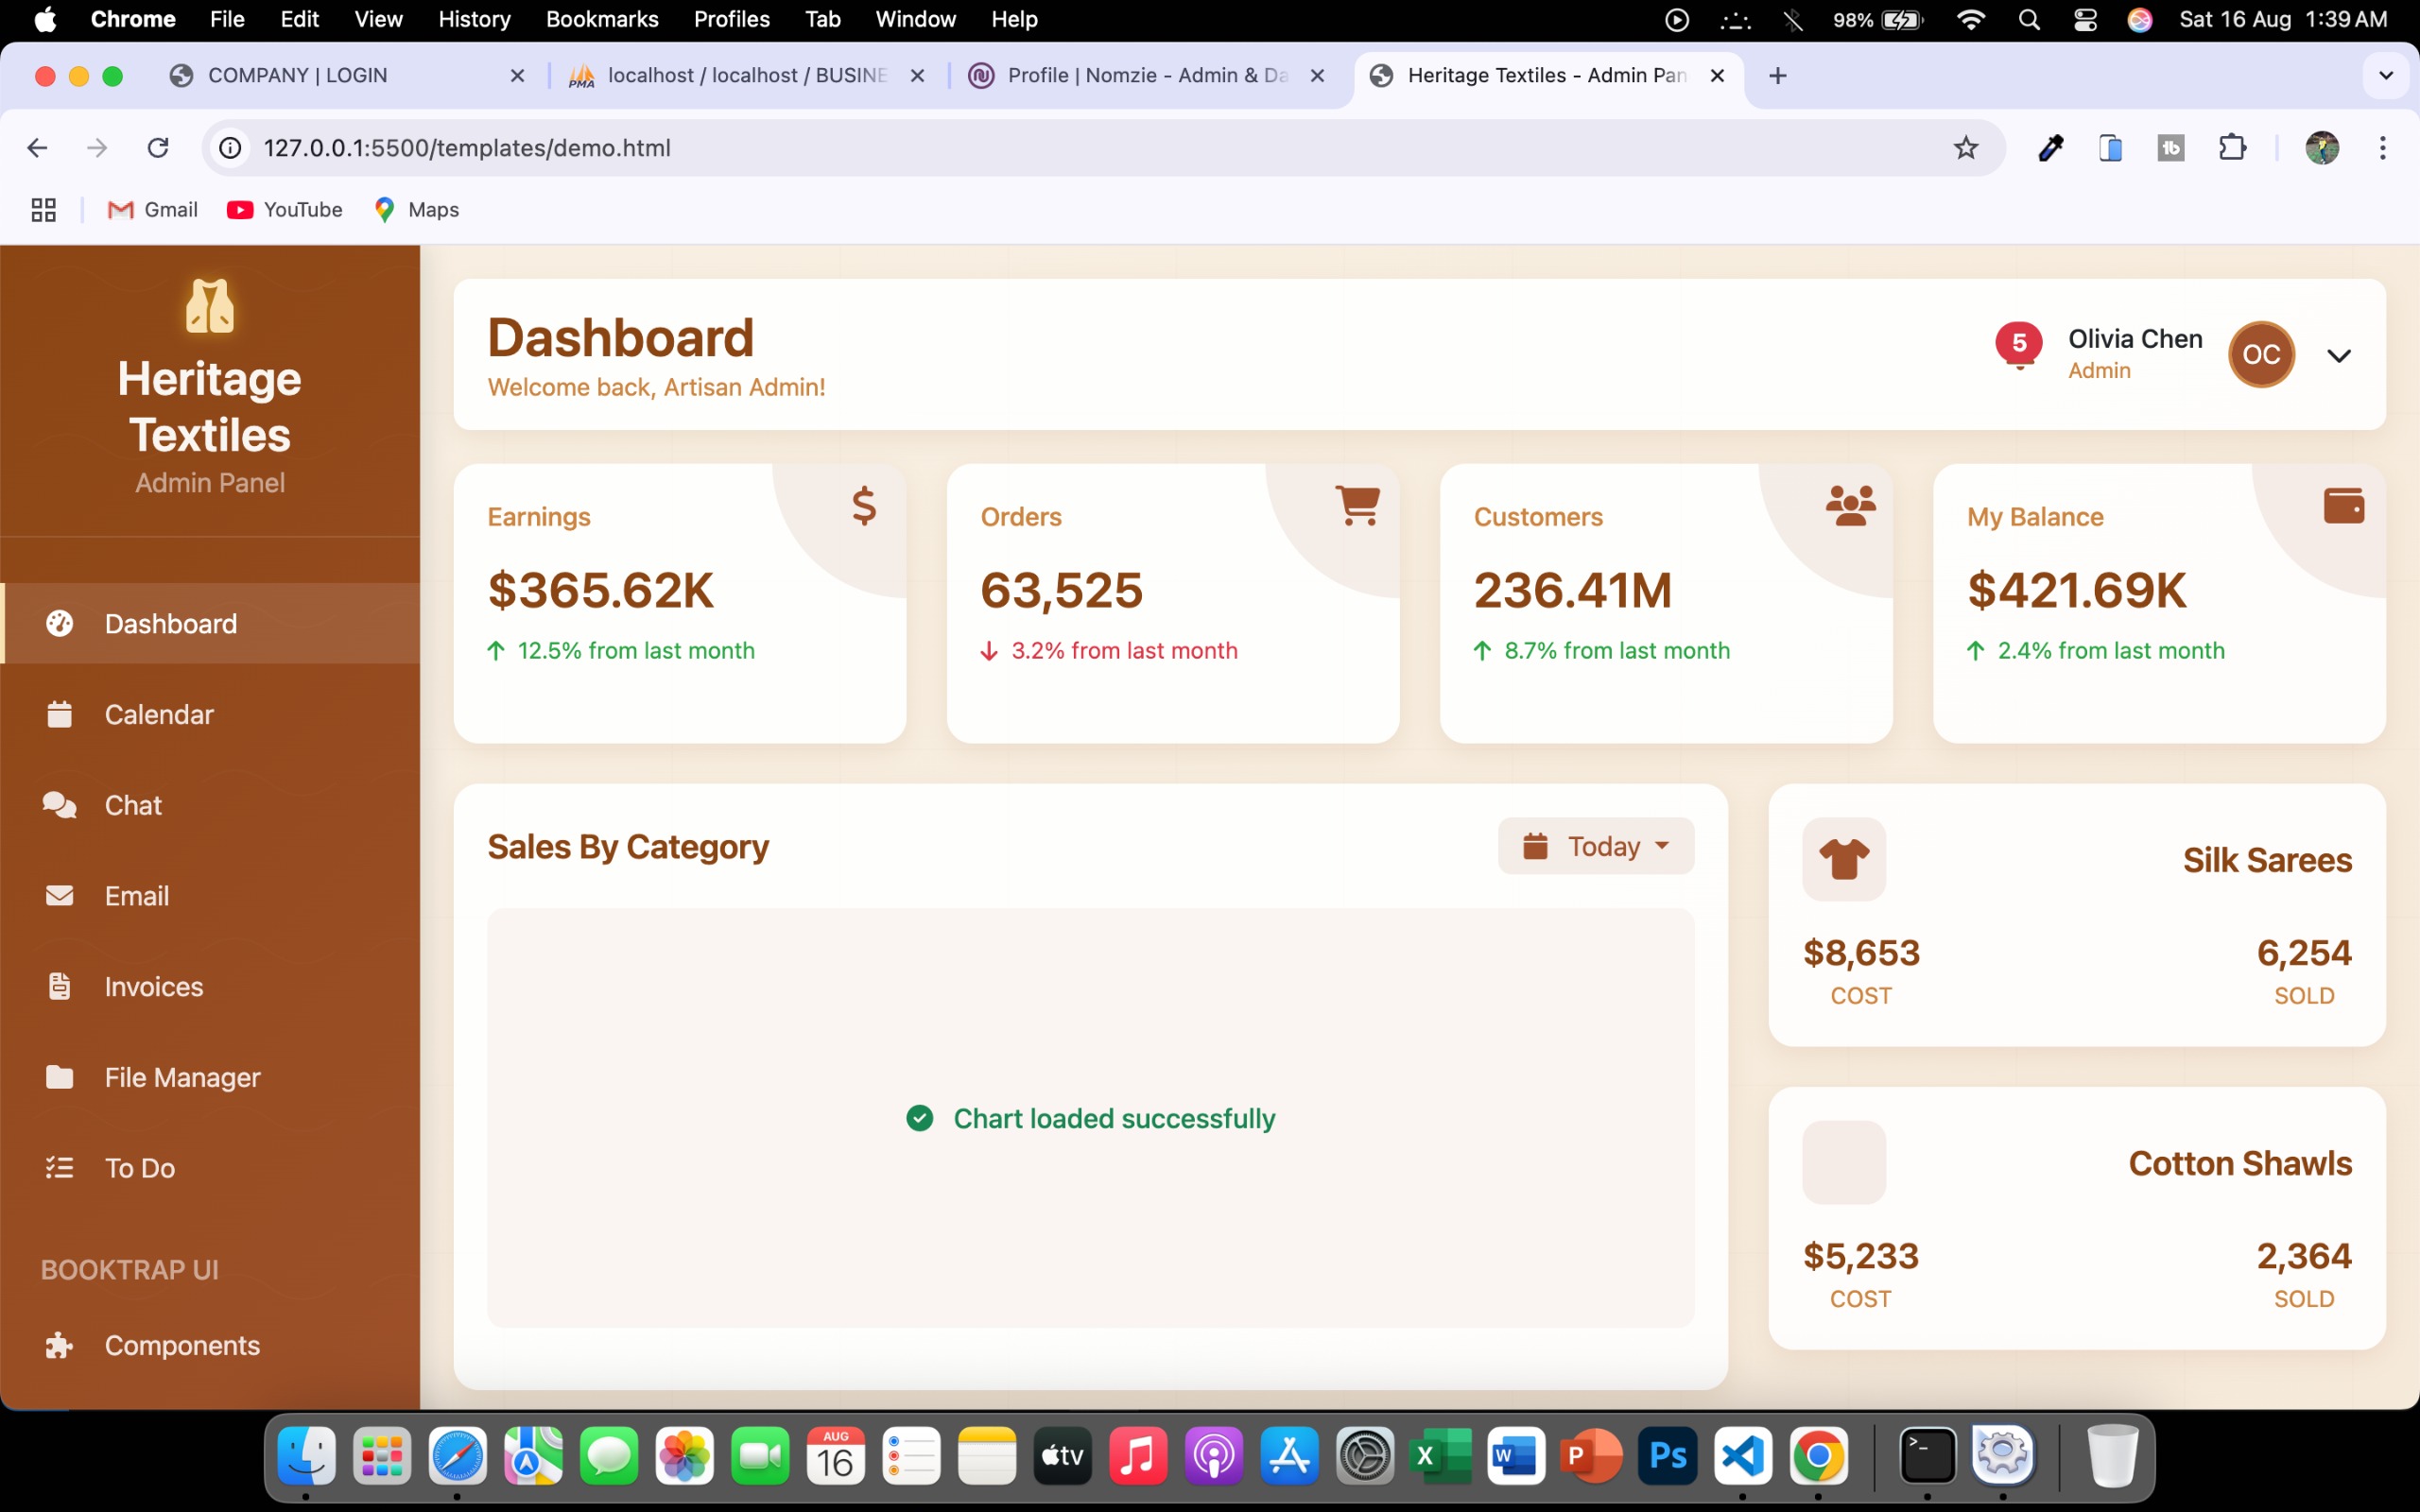 Chrome File Edit View History Bookmarks Profiles Tab Window Help 98% Sat 16 Aug 1:39 AM
COMPANY | LOGIN localhost / localhost / BUSINE Profile | Nomzie - Admin & Da Heritage Textiles - Admin Pan
127.0.0.1:5500/templates/demo.html
Gmail YouTube Maps
Heritage
Textiles
Admin Panel
Dashboard
Calendar
Chat
Email
Invoices
File Manager
To Do
BOOKTRAP UI
Components
Dashboard
Welcome back, Artisan Admin!
5
Olivia Chen
Admin
OC
Earnings
$365.62K
12.5% from last month
Orders
63,525
3.2% from last month
Customers
236.41M
8.7% from last month
My Balance
$421.69K
2.4% from last month
Sales By Category
Today
Chart loaded successfully
Silk Sarees
$8,653 6,254
COST SOLD
Cotton Shawls
$5,233 2,364
COST SOLD
PMA
tb
AUG
16
tv
X
W
P
Ps
>_